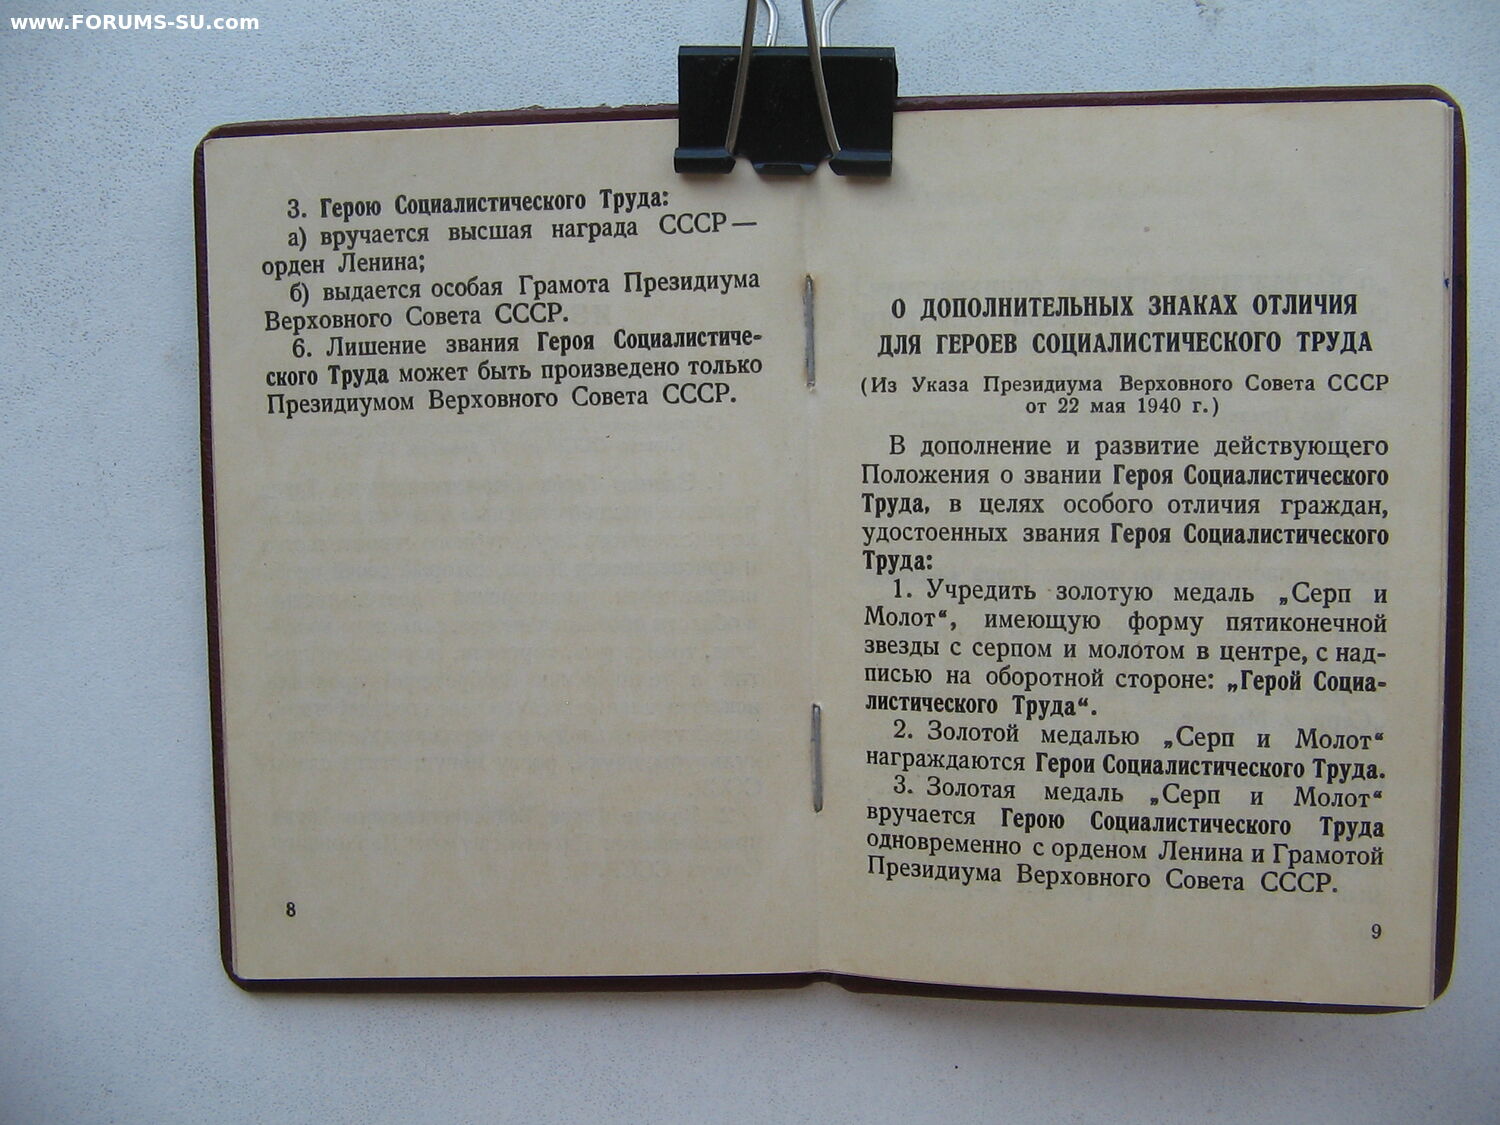 www.FORUMS-SU.com
3. Герою Социалистического Труда:
а) вручается высшая награда СССР —
орден Ленина;
б) выдается особая Грамота Президиума
Верховного Совета СССР.
6. Лишение звания Героя Социалистиче-
ского Труда может быть произведено только
Президиумом Верховного Совета СССР.
8
О ДОПОЛНИТЕЛЬНЫХ ЗНАКАХ ОТЛИЧИЯ
ДЛЯ ГЕРОЕВ СОЦИАЛИСТИЧЕСКОГО ТРУДА
(Из Указа Президиума Верховного Совета СССР
от 22 мая 1940 г.)
В дополнение и развитие действующего
Положения о звании Героя Социалистического
Труда, в целях особого отличия граждан,
удостоенных звания Героя Социалистического
Труда:
1. Учредить золотую медаль „Серп и
Молот“, имеющую форму пятиконечной
звезды с серпом и молотом в центре, с над-
писью на оборотной стороне: „Герой Социа-
листического Труда“.
2. Золотой медалью „Серп и Молот“
награждаются Герои Социалистического Труда.
3. Золотая медаль „Серп и Молот“
вручается Герою Социалистического Труда
одновременно с орденом Ленина и Грамотой
Президиума Верховного Совета СССР.
9